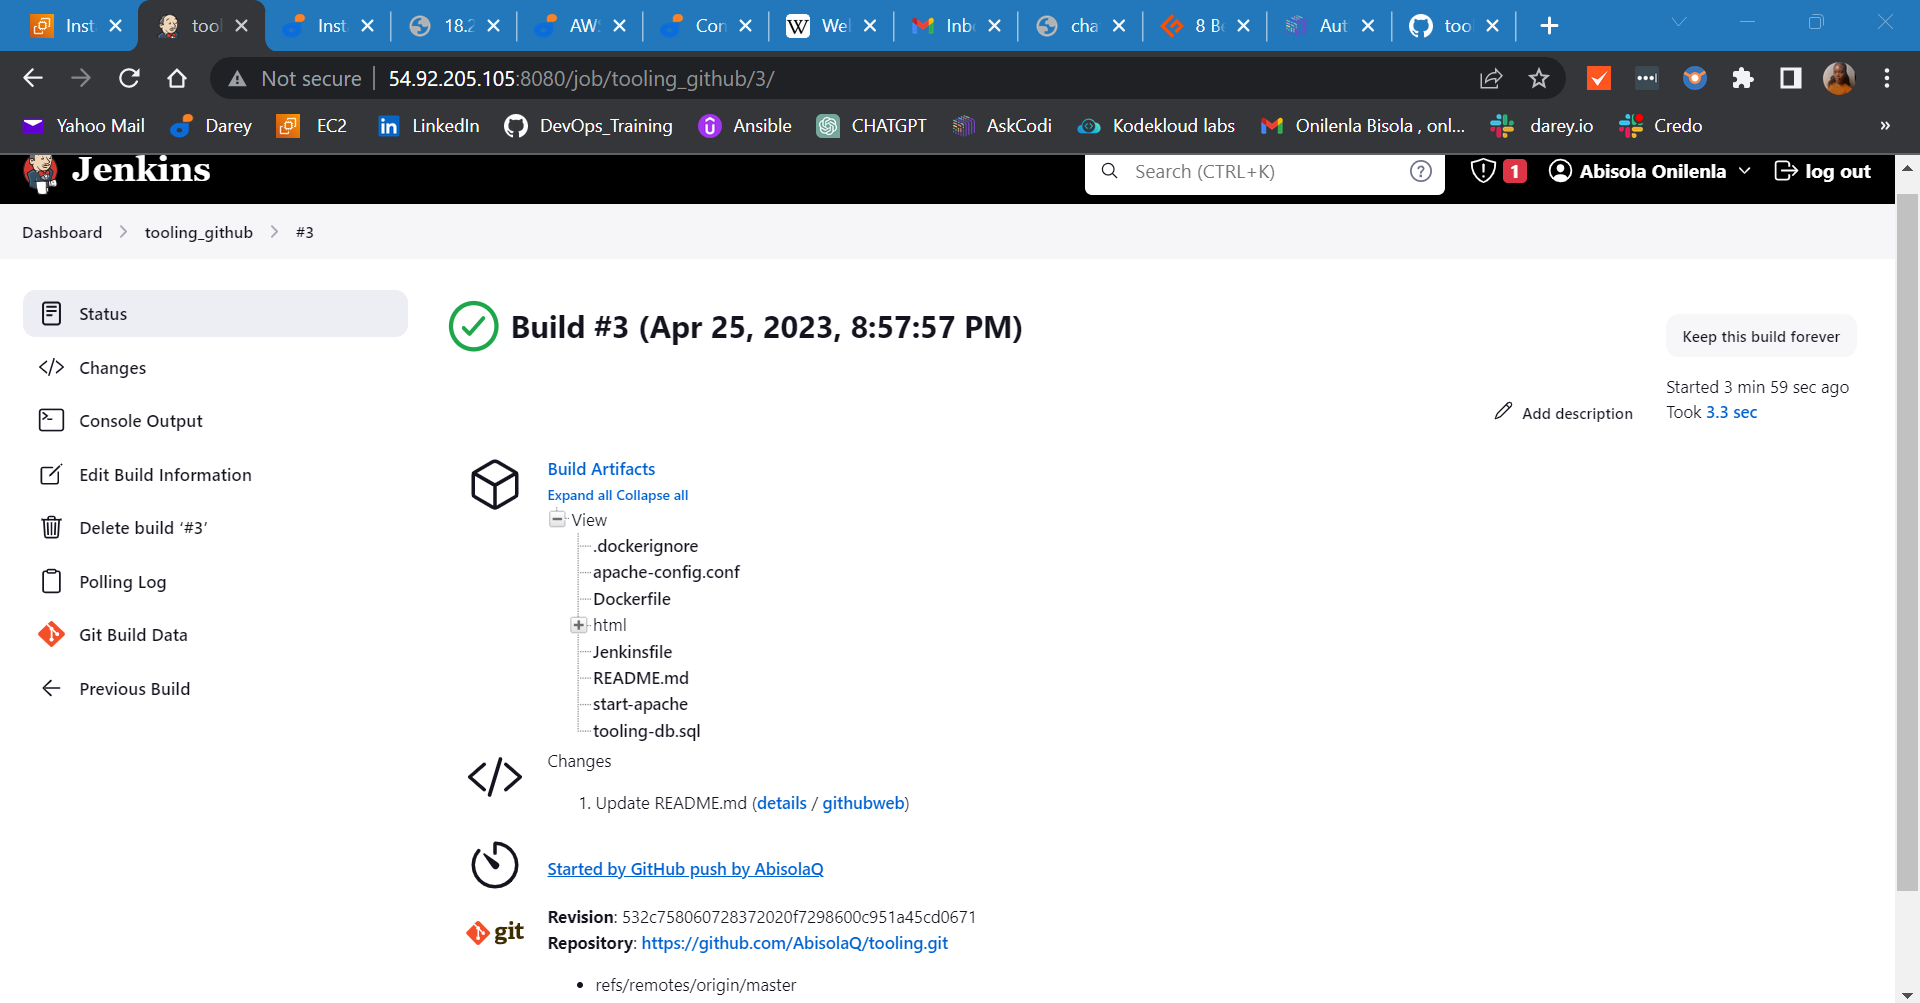 Inst
tool
Inst
18.2
AW
Con
Wel
Inb
cha
8 Be
Aut
tool
Not secure
54.92.205.105:8080/job/tooling_github/3/
Yahoo Mail
Darey
EC2
LinkedIn
DevOps_Training
Ansible
CHATGPT
AskCodi
Kodekloud labs
Onilenla Bisola , onl...
darey.io
Credo
»
Jenkins
Search (CTRL+K)
1
Abisola Onilenla
log out
Dashboard
tooling_github
#3
Status
Changes
Console Output
Edit Build Information
Delete build ‘#3’
Polling Log
Git Build Data
Previous Build
Build #3 (Apr 25, 2023, 8:57:57 PM)
Keep this build forever
Started 3 min 59 sec ago
Took 3.3 sec
Add description
Build Artifacts
Expand all Collapse all
View
.dockerignore
apache-config.conf
Dockerfile
html
Jenkinsfile
README.md
start-apache
tooling-db.sql
Changes
1. Update README.md (details / githubweb)
Started by GitHub push by AbisolaQ
git
Revision: 532c758060728372020f7298600c951a45cd0671
Repository: https://github.com/AbisolaQ/tooling.git
• refs/remotes/origin/master